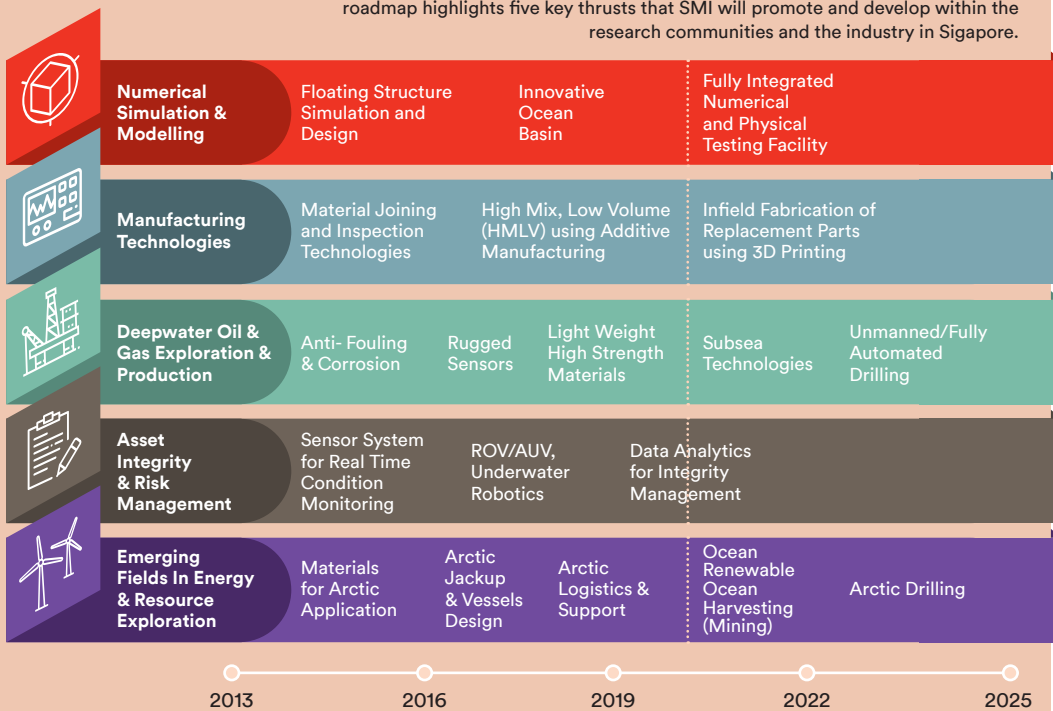 roadmap highlights five key thrusts that SMI will promote and develop within the
research communities and the industry in Sigapore.
Numerical
Simulation &
Modelling
Floating Structure
Simulation and
Design
Innovative
Ocean
Basin
Fully Integrated
Numerical
and Physical
Testing Facility
Manufacturing
Technologies
Material Joining
and Inspection
Technologies
High Mix, Low Volume
(HMLV) using Additive
Manufacturing
Infield Fabrication of
Replacement Parts
using 3D Printing
Deepwater Oil &
Gas Exploration &
Production
Anti- Fouling
& Corrosion
Rugged
Sensors
Light Weight
High Strength
Materials
Subsea
Technologies
Unmanned/Fully
Automated
Drilling
Asset
Integrity
& Risk
Management
Sensor System
for Real Time
Condition
Monitoring
ROV/AUV,
Underwater
Robotics
Data Analytics
for Integrity
Management
Emerging
Fields In Energy
& Resource
Exploration
Materials
for Arctic
Application
Arctic
Jackup
& Vessels
Design
Arctic
Logistics &
Support
Ocean
Renewable
Ocean
Harvesting
(Mining)
Arctic Drilling
2013
2016
2019
2022
2025